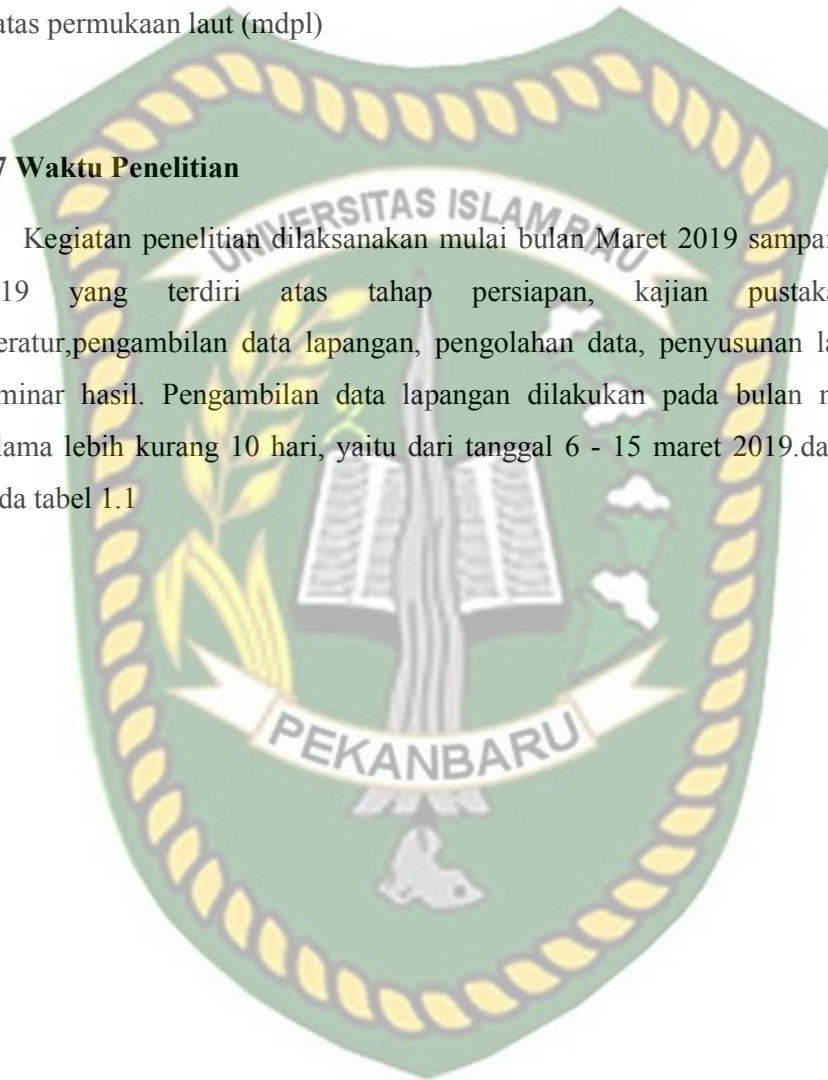 atas permukaan laut (mdpl)
7 Waktu Penelitian
UNIVERSITAS ISLAM RIAU
Kegiatan penelitian dilaksanakan mulai bulan Maret 2019 sampai
19 yang terdiri atas tahap persiapan, kajian pustaka
eratur,pengambilan data lapangan, pengolahan data, penyusunan la
minar hasil. Pengambilan data lapangan dilakukan pada bulan m
lama lebih kurang 10 hari, yaitu dari tanggal 6 - 15 maret 2019.da
da tabel 1.1
PEKANBARU